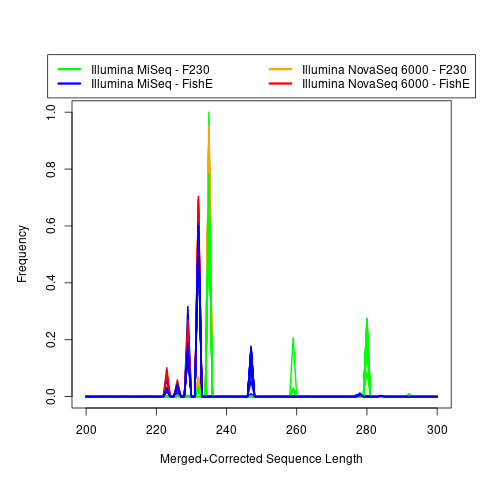 Illumina MiSeq - F230
Illumina MiSeq - FishE
Illumina NovaSeq 6000 - F230
Illumina NovaSeq 6000 - FishE
1.0
0.8
0.6
0.4
0.2
0.0
Frequency
200 220 240 260 280 300
Merged+Corrected Sequence Length